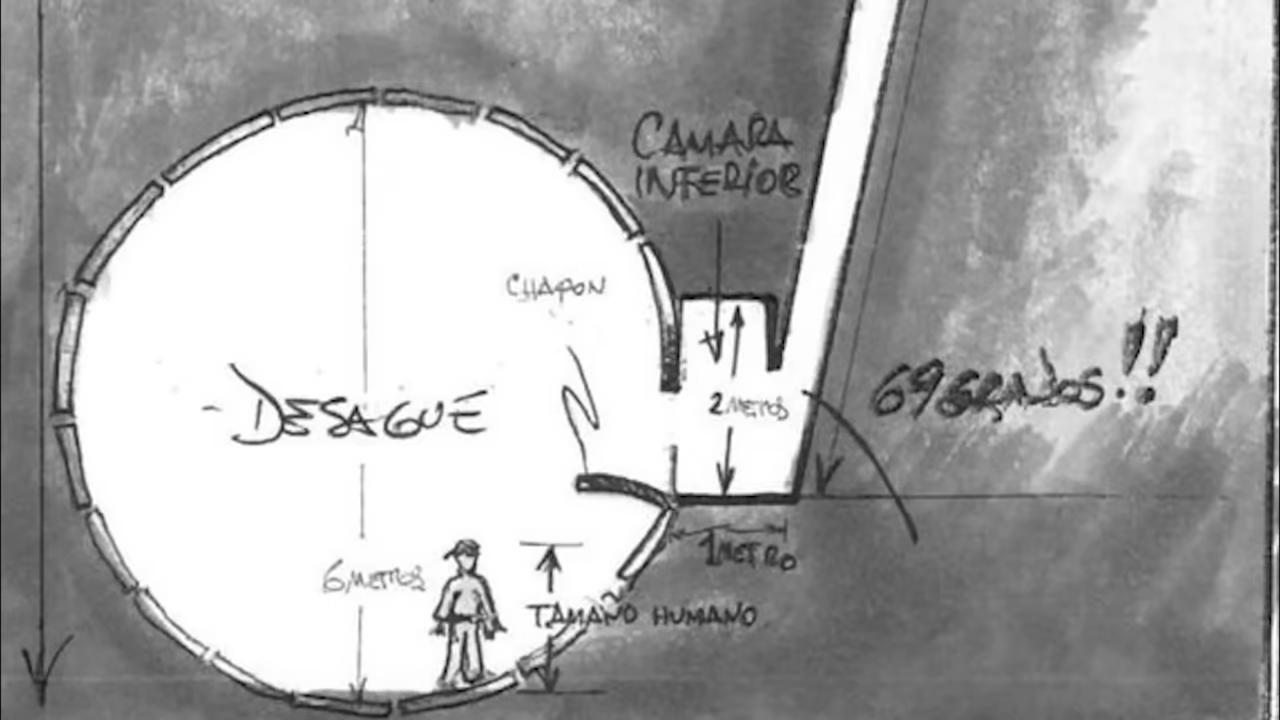 CAMARA
INFERIOR
CHAPON
2 METROS
69 GRADOS!!
DESAGUE
1 METRO
6 METROS
TAMAÑO HUMANO